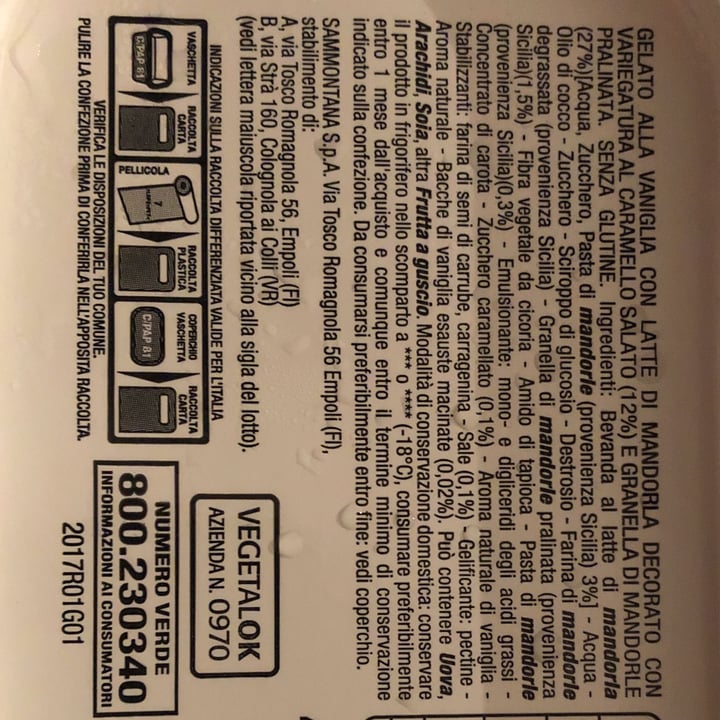 GELATO ALLA VANIGLIA CON LATTE DI MANDORLA DECORATO CON
VARIEGATURA AL CARAMELLO SALATO (12%) E GRANELLA DI MANDORLE
PRALINATA. SENZA GLUTINE. Ingredienti: Bevanda al latte di mandorla
(27%)[Acqua, Zucchero, Pasta di mandorle (provenienza Sicilia) 3%] - Acqua -
Olio di cocco - Zucchero - Sciroppo di glucosio - Destrosio - Farina di mandorle
degrassata (provenienza Sicilia) - Granella di mandorle pralinata (provenienza
Sicilia)(1,5%) - Fibra vegetale da cicoria - Amido di tapioca - Pasta di mandorle
(provenienza Sicilia)(0,3%) - Emulsionante: mono- e digliceridi degli acidi grassi -
Concentrato di carota - Zucchero caramellato (0,1%) - Aroma naturale di vaniglia -
Stabilizzanti: farina di semi di carrube, carragenina - Sale (0,1%) - Gelificante: pectine -
Aroma naturale - Bacche di vaniglia esauste macinate (0,02%). Può contenere Uova,
Arachidi, Soia, altra Frutta a guscio. Modalità di conservazione domestica: conservare
il prodotto in frigorifero nello scomparto a *** o **** (-18°C), consumare preferibilmente
entro 1 mese dall'acquisto e comunque entro il termine minimo di conservazione
indicato sulla confezione. Da consumarsi preferibilmente entro fine: vedi coperchio.
SAMMONTANA S.p.A. Via Tosco Romagnola 56 Empoli (FI),
stabilimento di:
A, via Tosco Romagnola 56, Empoli (FI)
B, via Strà 160, Colognola ai Colli (VR)
(vedi lettera maiuscola riportata vicino alla sigla del lotto).
VEGETALOK
AZIENDA N. 0970
INDICAZIONI SULLA RACCOLTA DIFFERENZIATA VALIDE PER L'ITALIA
VASCHETTA
C/PAP 81
RACCOLTA
CARTA
PELLICOLA
7
RACCOLTA
PLASTICA
COPERCHIO
VASCHETTA
C/PAP 81
RACCOLTA
CARTA
VERIFICA LE DISPOSIZIONI DEL TUO COMUNE.
PULIRE LA CONFEZIONE PRIMA DI CONFERIRLA NELL'APPOSITA RACCOLTA.
NUMERO VERDE
800.230340
INFORMAZIONI AI CONSUMATORI
2017R01G01